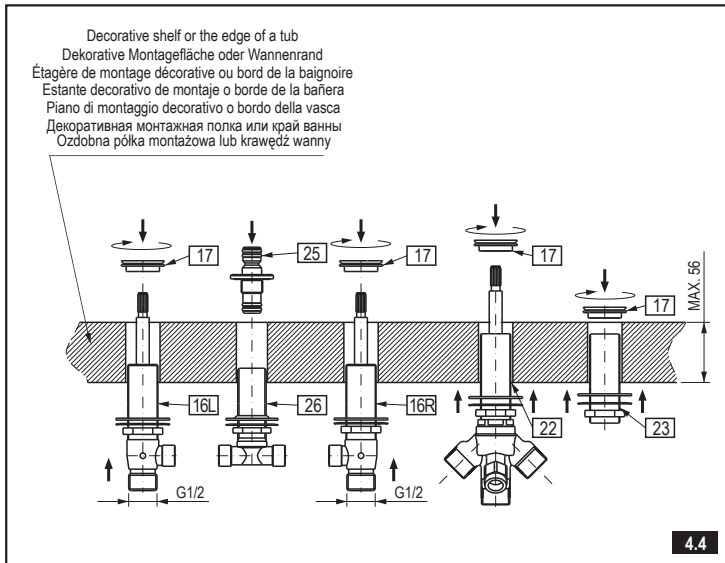 Decorative shelf or the edge of a tub
Dekorative Montagefläche oder Wannenrand
Étagère de montage décorative ou bord de la baignoire
Estante decorativo de montaje o borde de la bañera
Piano di montaggio decorativo o bordo della vasca
Декоративная монтажная полка или край ванны
Ozdobna półka montażowa lub krawędź wanny
17
25
17
17
17
MAX. 56
16L
26
16R
22
23
G1/2
G1/2
4.4